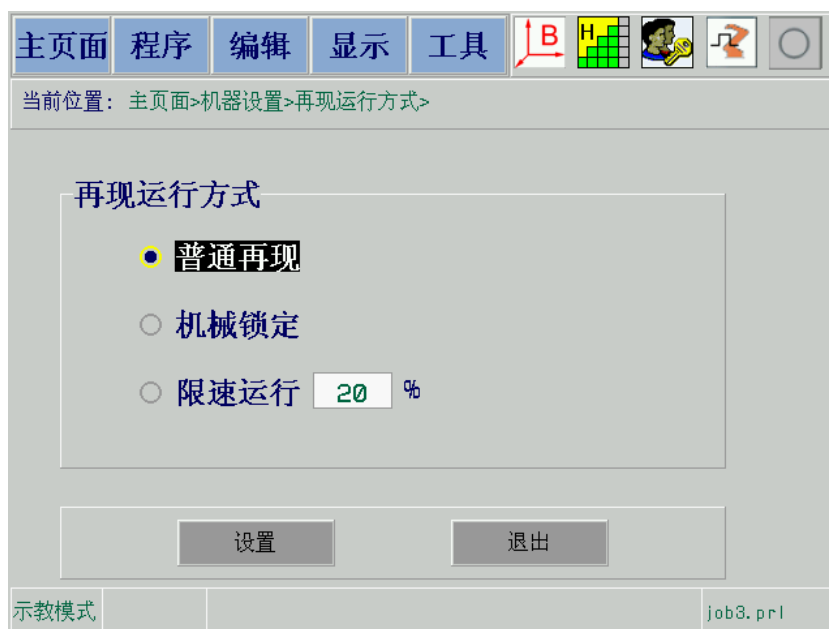 主页面 程序 编辑 显示 工具 B H
当前位置: 主页面>机器设置>再现运行方式>
再现运行方式
普通再现
机械锁定
限速运行 20 %
设置 退出
示教模式 job3.prl